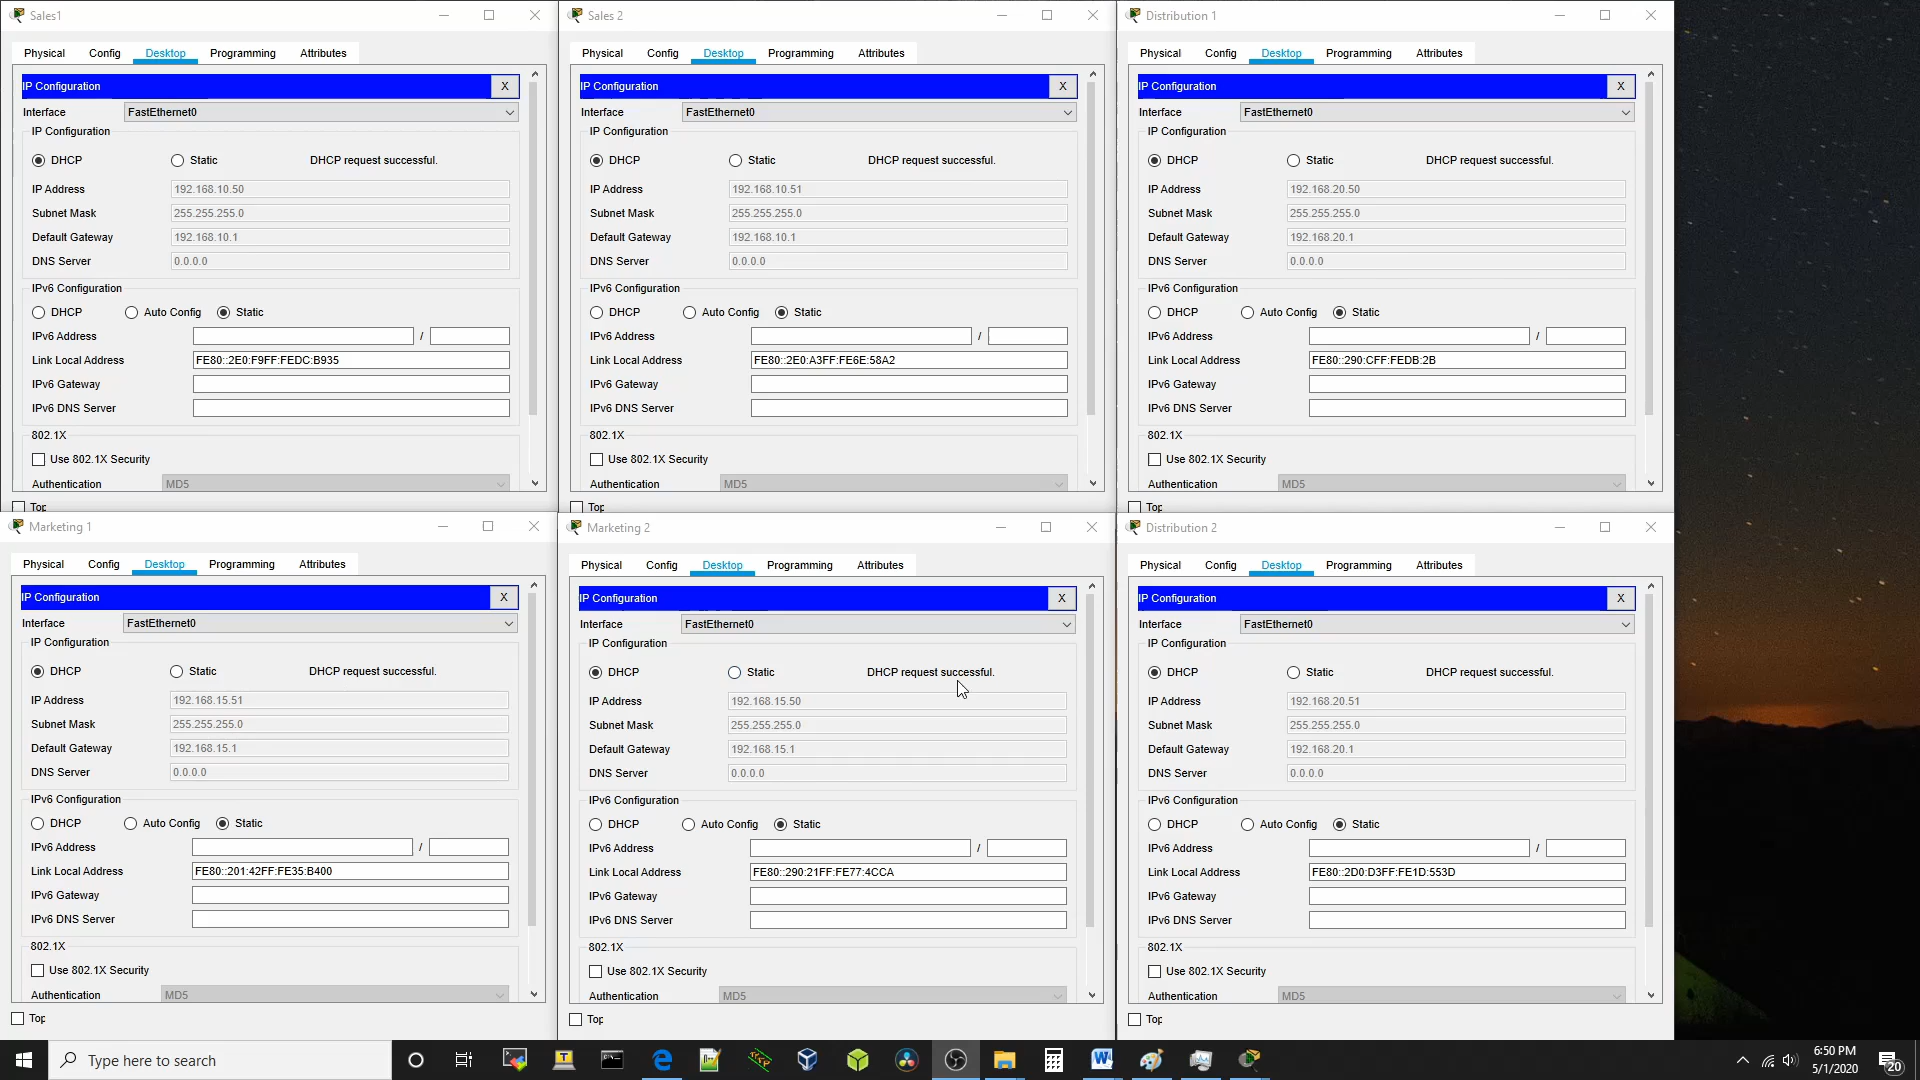 Sales1
Physical Config Desktop Programming Attributes
IP Configuration X
Interface FastEthernet0
IP Configuration
DHCP Static DHCP request successful.
IP Address 192.168.10.50
Subnet Mask 255.255.255.0
Default Gateway 192.168.10.1
DNS Server 0.0.0.0
IPv6 Configuration
DHCP Auto Config Static
IPv6 Address /
Link Local Address FE80::2E0:F9FF:FEDC:B935
IPv6 Gateway
IPv6 DNS Server
802.1X
Use 802.1X Security
Authentication MD5
Top
Sales 2
Physical Config Desktop Programming Attributes
IP Configuration X
Interface FastEthernet0
IP Configuration
DHCP Static DHCP request successful.
IP Address 192.168.10.51
Subnet Mask 255.255.255.0
Default Gateway 192.168.10.1
DNS Server 0.0.0.0
IPv6 Configuration
DHCP Auto Config Static
IPv6 Address /
Link Local Address FE80::2E0:A3FF:FE6E:58A2
IPv6 Gateway
IPv6 DNS Server
802.1X
Use 802.1X Security
Authentication MD5
Top
Distribution 1
Physical Config Desktop Programming Attributes
IP Configuration X
Interface FastEthernet0
IP Configuration
DHCP Static DHCP request successful.
IP Address 192.168.20.50
Subnet Mask 255.255.255.0
Default Gateway 192.168.20.1
DNS Server 0.0.0.0
IPv6 Configuration
DHCP Auto Config Static
IPv6 Address /
Link Local Address FE80::290:CFF:FEDB:2B
IPv6 Gateway
IPv6 DNS Server
802.1X
Use 802.1X Security
Authentication MD5
Top
Marketing 1
Physical Config Desktop Programming Attributes
IP Configuration X
Interface FastEthernet0
IP Configuration
DHCP Static DHCP request successful.
IP Address 192.168.15.51
Subnet Mask 255.255.255.0
Default Gateway 192.168.15.1
DNS Server 0.0.0.0
IPv6 Configuration
DHCP Auto Config Static
IPv6 Address /
Link Local Address FE80::201:42FF:FE35:B400
IPv6 Gateway
IPv6 DNS Server
802.1X
Use 802.1X Security
Authentication MD5
Top
Marketing 2
Physical Config Desktop Programming Attributes
IP Configuration X
Interface FastEthernet0
IP Configuration
DHCP Static DHCP request successful.
IP Address 192.168.15.50
Subnet Mask 255.255.255.0
Default Gateway 192.168.15.1
DNS Server 0.0.0.0
IPv6 Configuration
DHCP Auto Config Static
IPv6 Address /
Link Local Address FE80::290:21FF:FE77:4CCA
IPv6 Gateway
IPv6 DNS Server
802.1X
Use 802.1X Security
Authentication MD5
Top
Distribution 2
Physical Config Desktop Programming Attributes
IP Configuration X
Interface FastEthernet0
IP Configuration
DHCP Static DHCP request successful.
IP Address 192.168.20.51
Subnet Mask 255.255.255.0
Default Gateway 192.168.20.1
DNS Server 0.0.0.0
IPv6 Configuration
DHCP Auto Config Static
IPv6 Address /
Link Local Address FE80::2D0:D3FF:FE1D:553D
IPv6 Gateway
IPv6 DNS Server
802.1X
Use 802.1X Security
Authentication MD5
Top
Type here to search
6:50 PM
5/1/2020
20